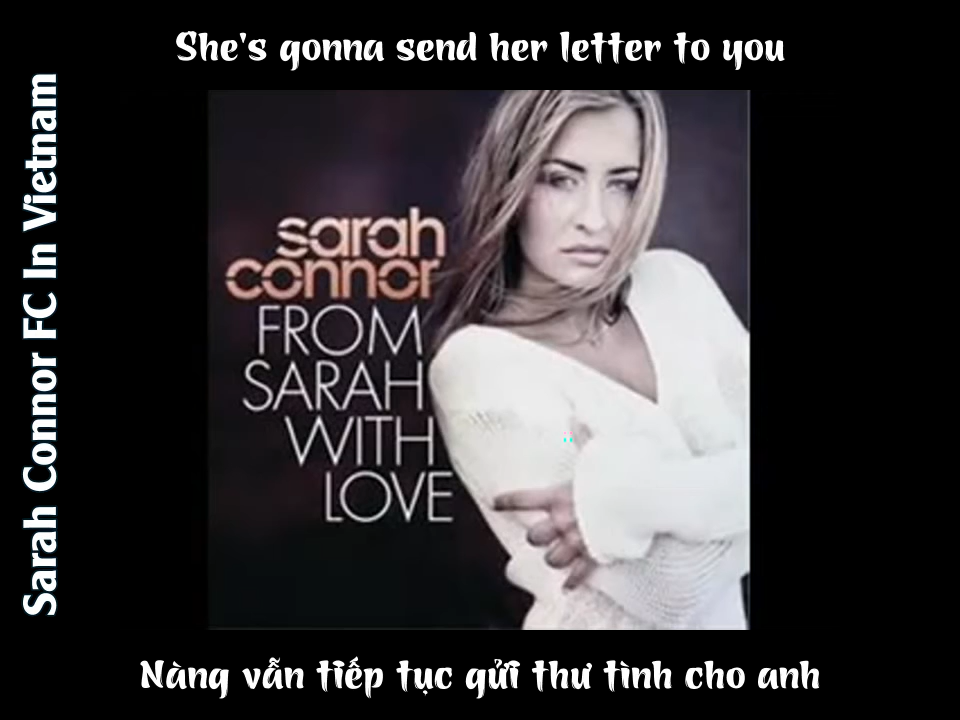 She's gonna send her letter to you
Sarah Connor FC In Vietnam
sarah
connor
FROM
SARAH
WITH
LOVE
Nàng vẫn tiếp tục gửi thư tình cho anh